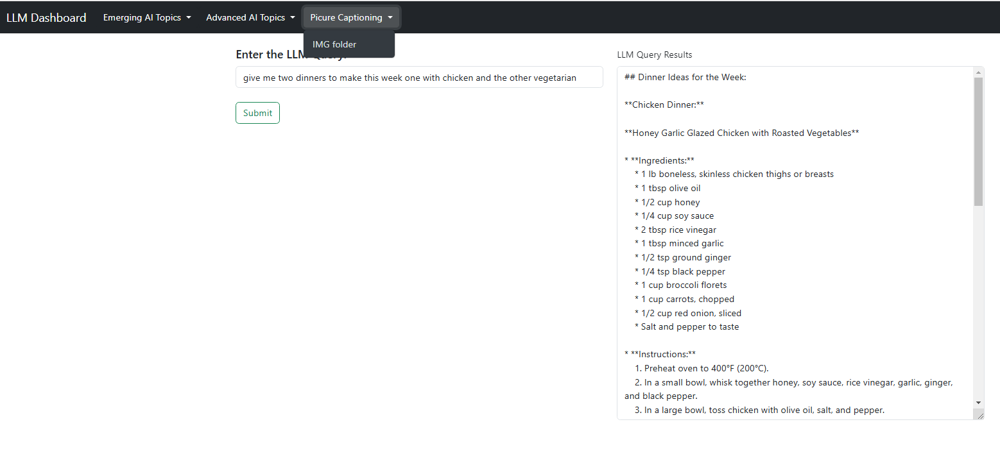 LLM Dashboard Emerging AI Topics Advanced AI Topics Picure Captioning
IMG folder
Enter the LLM Query:
give me two dinners to make this week one with chicken and the other vegetarian
Submit
LLM Query Results
## Dinner Ideas for the Week:
**Chicken Dinner:**
**Honey Garlic Glazed Chicken with Roasted Vegetables**
* **Ingredients:**
* 1 lb boneless, skinless chicken thighs or breasts
* 1 tbsp olive oil
* 1/2 cup honey
* 1/4 cup soy sauce
* 2 tbsp rice vinegar
* 1 tbsp minced garlic
* 1/2 tsp ground ginger
* 1/4 tsp black pepper
* 1 cup broccoli florets
* 1 cup carrots, chopped
* 1/2 cup red onion, sliced
* Salt and pepper to taste
* **Instructions:**
1. Preheat oven to 400°F (200°C).
2. In a small bowl, whisk together honey, soy sauce, rice vinegar, garlic, ginger,
and black pepper.
3. In a large bowl, toss chicken with olive oil, salt, and pepper.